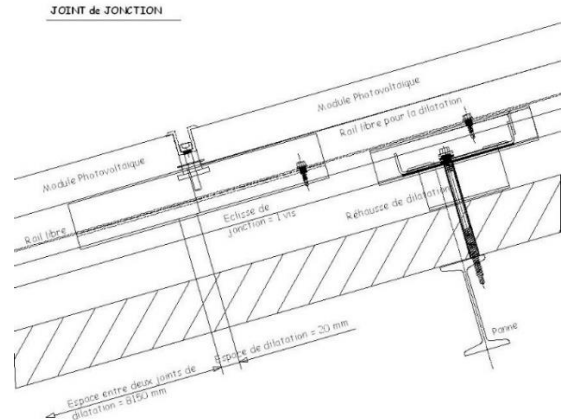 JOINT de JONCTION
Module Photovoltaïque
Rail libre pour la dilatation
Module Photovoltaïque
Rail libre
Eclisse de
jonction = 1 vis
Réhausse de dilatation
Panne
Espace de dilatation = 20 mm
Espace entre deux joints de
dilatation = 8150 mm